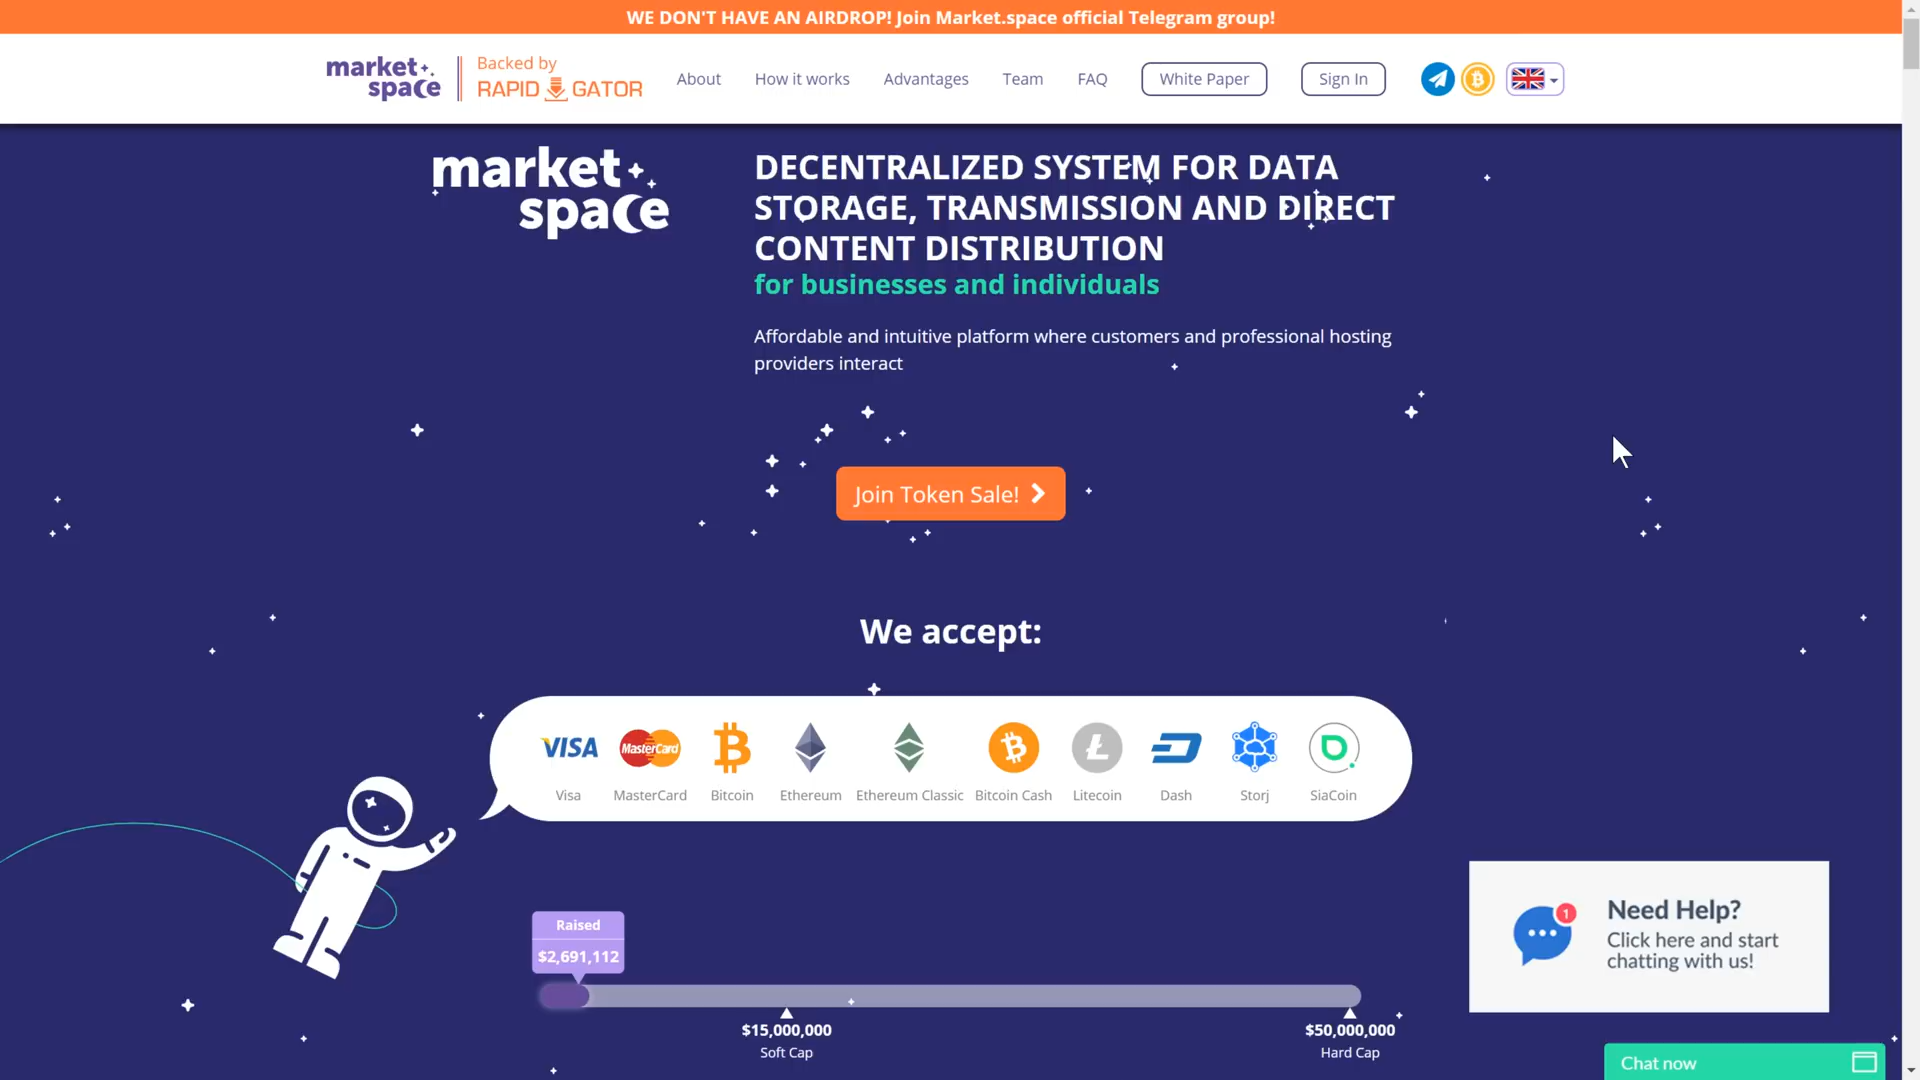 WE DON'T HAVE AN AIRDROP! Join Market.space official Telegram group!
market space
Backed by
RAPID GATOR
About
How it works
Advantages
Team
FAQ
White Paper
Sign In
market
space
DECENTRALIZED SYSTEM FOR DATA
STORAGE, TRANSMISSION AND DIRECT
CONTENT DISTRIBUTION
for businesses and individuals
Affordable and intuitive platform where customers and professional hosting
providers interact
Join Token Sale!
We accept:
VISA
MasterCard
Visa
MasterCard
Bitcoin
Ethereum
Ethereum Classic
Bitcoin Cash
Litecoin
Dash
Storj
SiaCoin
Raised
$2,691,112
$15,000,000
Soft Cap
$50,000,000
Hard Cap
1
Need Help?
Click here and start
chatting with us!
Chat now